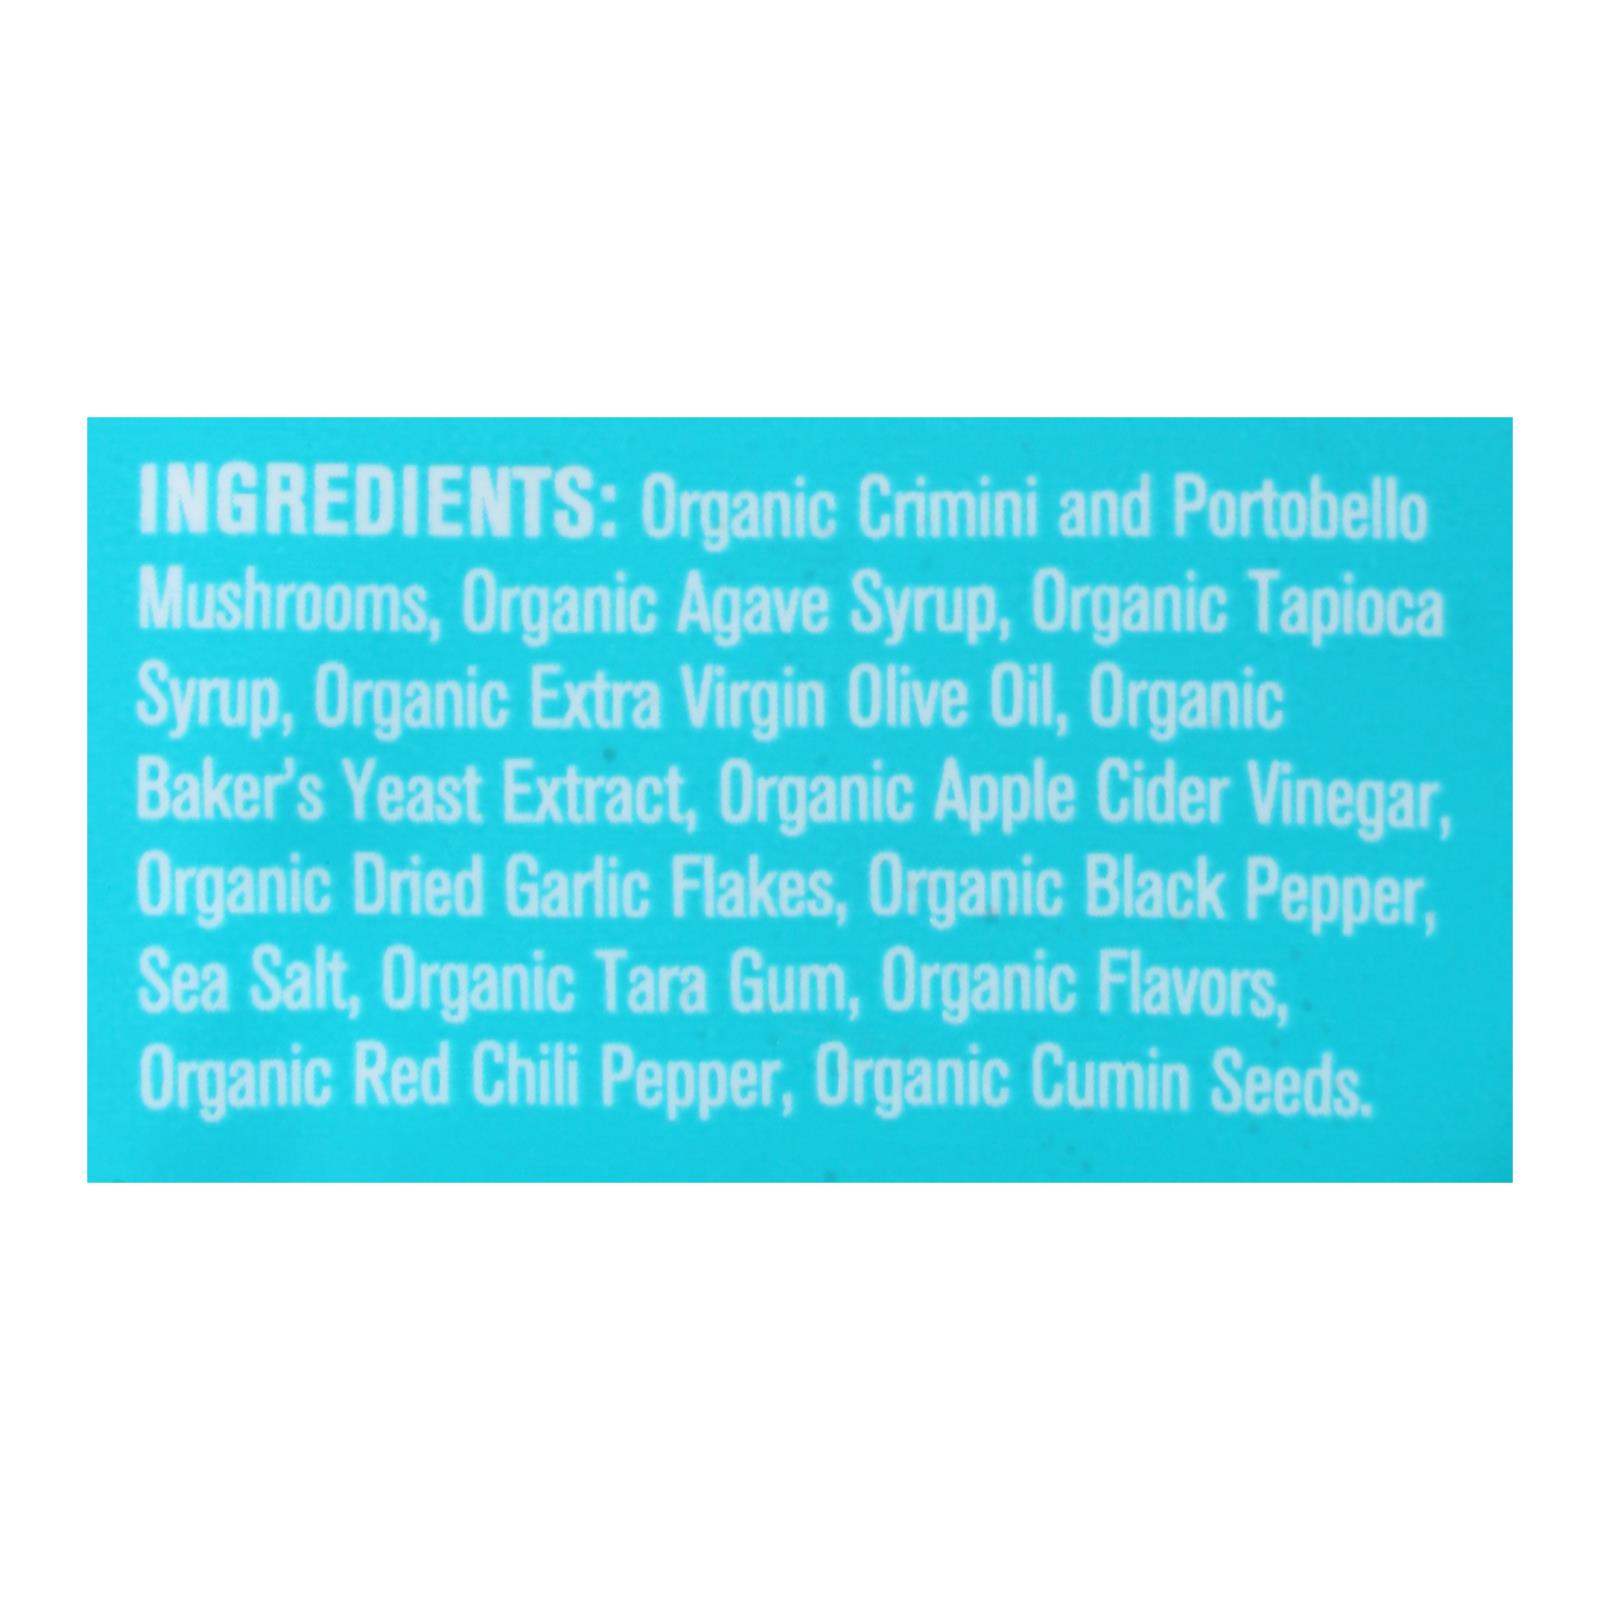 INGREDIENTS: Organic Crimini and Portobello
Mushrooms, Organic Agave Syrup, Organic Tapioca
Syrup, Organic Extra Virgin Olive Oil, Organic
Baker's Yeast Extract, Organic Apple Cider Vinegar,
Organic Dried Garlic Flakes, Organic Black Pepper,
Sea Salt, Organic Tara Gum, Organic Flavors,
Organic Red Chili Pepper, Organic Cumin Seeds.